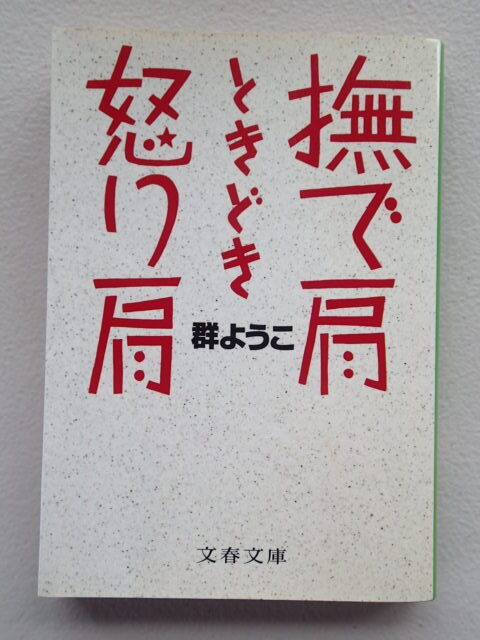 撫で肩
ときどき
怒り肩
群ようこ
文春文庫